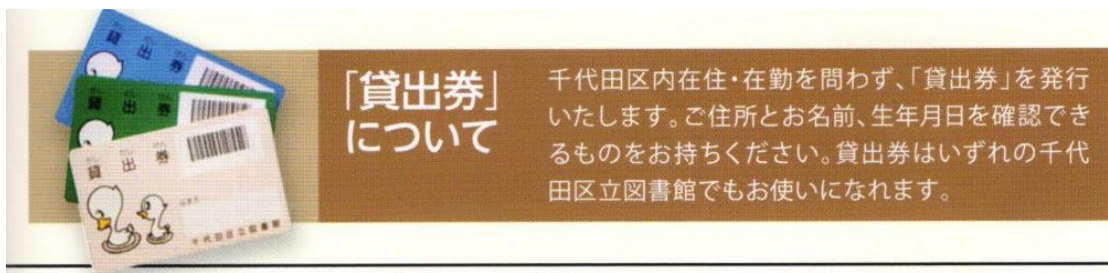 貸出券
貸出券
貸出券
千代田区立図書館
「貸出券」
について
千代田区内在住・在勤を問わず、「貸出券」を発行
いたします。ご住所とお名前、生年月日を確認でき
るものをお持ちください。貸出券はいずれの千代
田区立図書館でもお使いになれます。